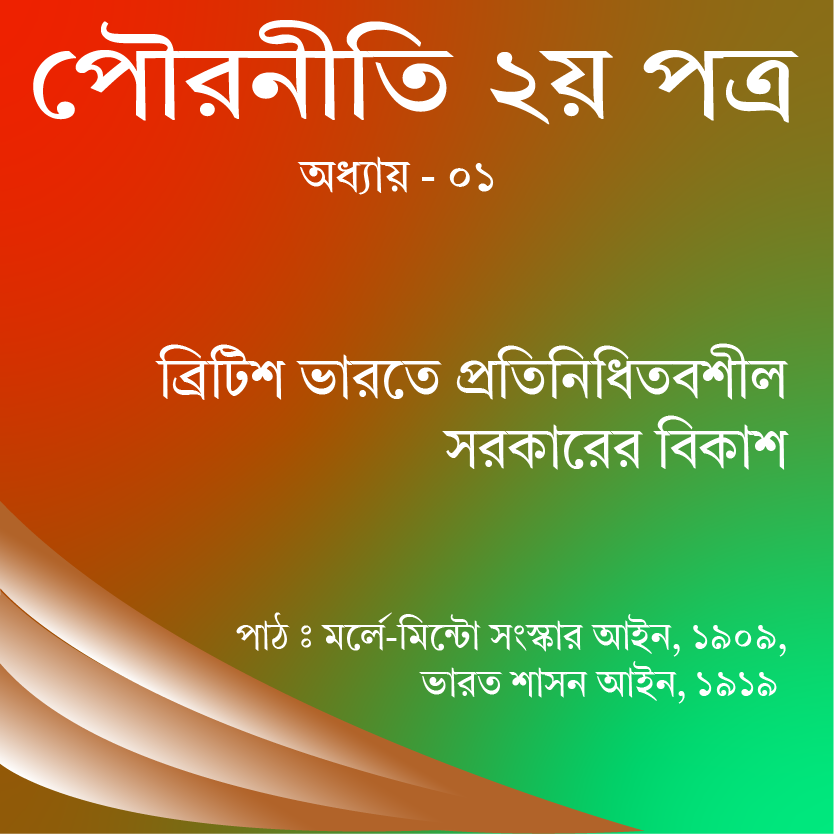 পৌরনীতি ২য় পত্র
অধ্যায় - ০১
ব্রিটিশ ভারতে প্রতিনিধিতবশীল
সরকারের বিকাশ
পাঠ ঃ মর্লে-মিন্টো সংস্কার আইন, ১৯০৯,
ভারত শাসন আইন, ১৯১৯